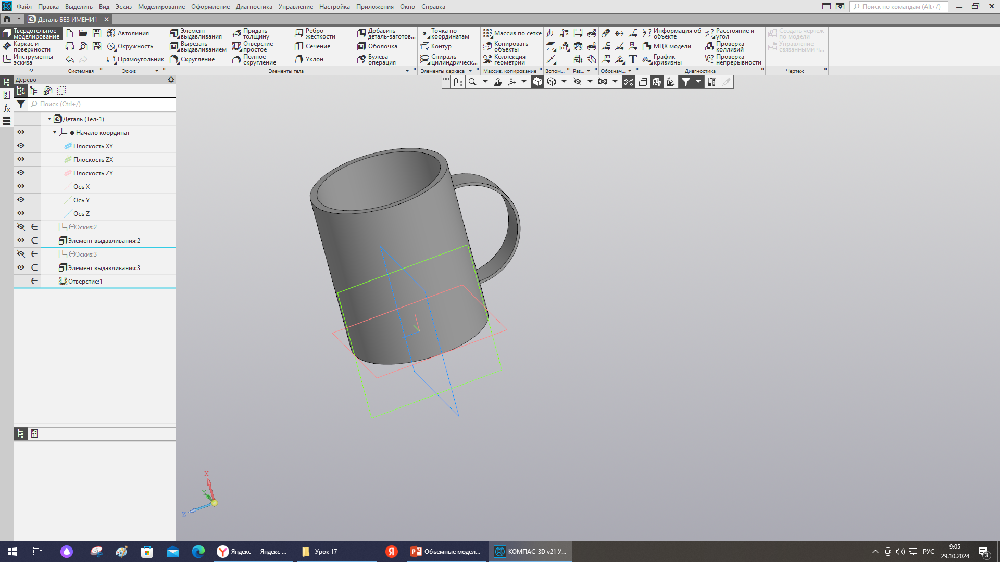 Файл Правка Выделить Вид Эскиз Моделирование Оформление Диагностика Управление Настройка Приложения Окно Справка
Поиск по командам (Alt+/)
Деталь БЕЗ ИМЕНИ1
Твердотельное моделирование
Каркас и поверхности
Инструменты эскиза
Системная
Автолиния
Окружность
Прямоугольник
Эскиз
Элемент выдавливания
Вырезать выдавливанием
Скругление
Придать толщину
Отверстие простое
Полное скругление
Ребро жесткости
Сечение
Уклон
Добавить деталь-заготов...
Оболочка
Булева операция
Элементы тела
Точка по координатам
Контур
Спираль цилиндрическ...
Элементы каркаса
Массив по сетке
Копировать объекты
Коллекция геометрии
Массив, копирование
Вспом...
Раз...
Обознач...
Информация об объекте
МЦХ модели
График кривизны
Расстояние и угол
Проверка коллизий
Проверка непрерывности
Диагностика
Создать чертеж по модели
Управление связанными ч...
Чертеж
Дерево
Поиск (Ctrl+/)
Деталь (Тел-1)
Начало координат
Плоскость XY
Плоскость ZX
Плоскость ZY
Ось X
Ось Y
Ось Z
(−)Эскиз:2
Элемент выдавливания:2
(−)Эскиз:3
Элемент выдавливания:3
Отверстие:1
X
Y
Z
Яндекс — Яндекс ...
Урок 17
Объемные модел...
КОМПАС-3D v21 У...
РУС
9:05
29.10.2024
3